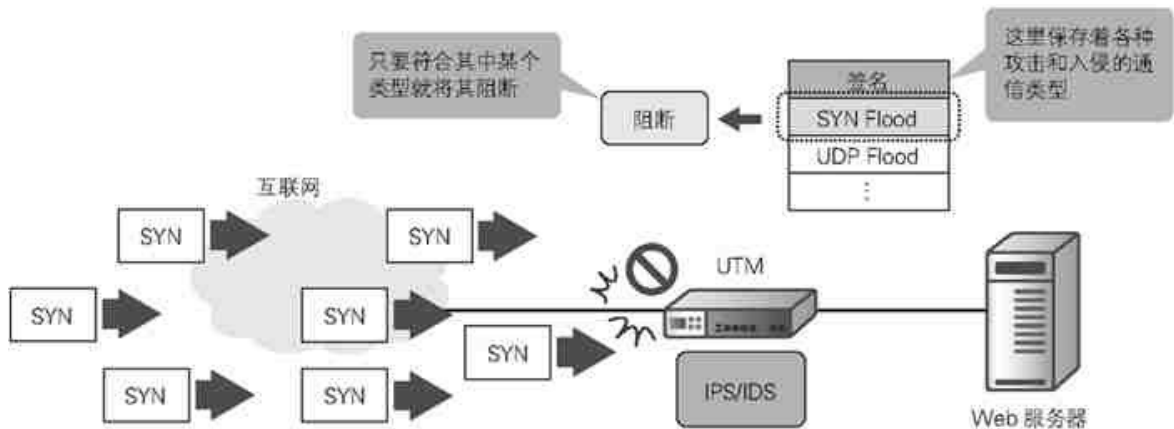 只要符合其中某个
类型就将其阻断
这里保存着各种
攻击和入侵的通
信类型
签名
阻断
SYN Flood
UDP Flood
⋮
互联网
SYN
SYN
UTM
SYN
SYN
SYN
SYN
SYN
IPS/IDS
Web 服务器